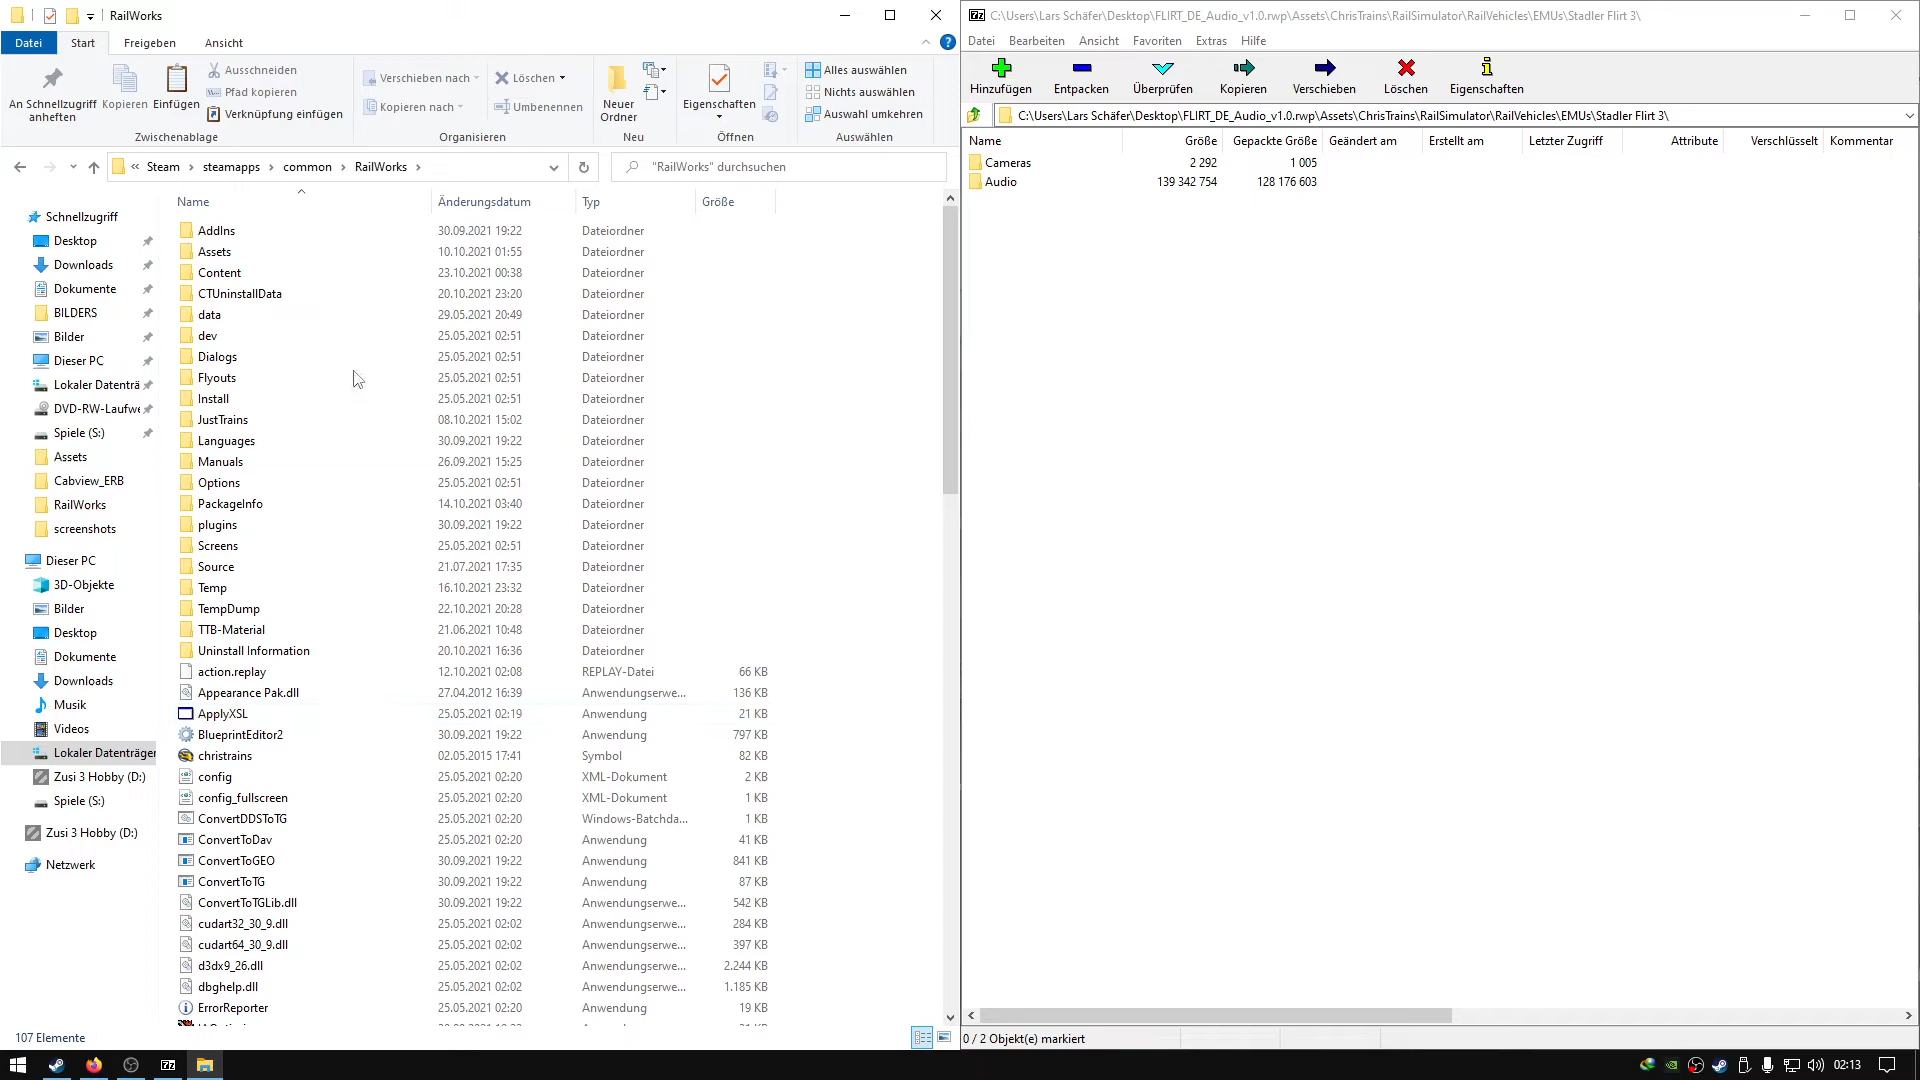 RailWorks
Datei Start Freigeben Ansicht
An Schnellzugriff anheften
Kopieren
Einfügen
Ausschneiden
Pfad kopieren
Verknüpfung einfügen
Zwischenablage
Verschieben nach
Kopieren nach
Löschen
Umbenennen
Organisieren
Neuer Ordner
Neu
Eigenschaften
Öffnen
Alles auswählen
Nichts auswählen
Auswahl umkehren
Auswählen
« Steam › steamapps › common › RailWorks ›
"RailWorks" durchsuchen
Schnellzugriff
Desktop
Downloads
Dokumente
BILDERS
Bilder
Dieser PC
Lokaler Datenträ
DVD-RW-Laufwe
Spiele (S:)
Assets
Cabview_ERB
RailWorks
screenshots
Dieser PC
3D-Objekte
Bilder
Desktop
Dokumente
Downloads
Musik
Videos
Lokaler Datenträger
Zusi 3 Hobby (D:)
Spiele (S:)
Zusi 3 Hobby (D:)
Netzwerk
Name Änderungsdatum Typ Größe
AddIns 30.09.2021 19:22 Dateiordner
Assets 10.10.2021 01:55 Dateiordner
Content 23.10.2021 00:38 Dateiordner
CTUninstallData 20.10.2021 23:20 Dateiordner
data 29.05.2021 20:49 Dateiordner
dev 25.05.2021 02:51 Dateiordner
Dialogs 25.05.2021 02:51 Dateiordner
Flyouts 25.05.2021 02:51 Dateiordner
Install 25.05.2021 02:51 Dateiordner
JustTrains 08.10.2021 15:02 Dateiordner
Languages 30.09.2021 19:22 Dateiordner
Manuals 26.09.2021 15:25 Dateiordner
Options 25.05.2021 02:51 Dateiordner
PackageInfo 14.10.2021 03:40 Dateiordner
plugins 30.09.2021 19:22 Dateiordner
Screens 25.05.2021 02:51 Dateiordner
Source 21.07.2021 17:35 Dateiordner
Temp 16.10.2021 23:32 Dateiordner
TempDump 22.10.2021 20:28 Dateiordner
TTB-Material 21.06.2021 10:48 Dateiordner
Uninstall Information 20.10.2021 16:36 Dateiordner
action.replay 12.10.2021 02:08 REPLAY-Datei 66 KB
Appearance Pak.dll 27.04.2012 16:39 Anwendungserwe... 136 KB
ApplyXSL 25.05.2021 02:19 Anwendung 21 KB
BlueprintEditor2 30.09.2021 19:22 Anwendung 797 KB
christrains 02.05.2015 17:41 Symbol 82 KB
config 25.05.2021 02:20 XML-Dokument 2 KB
config_fullscreen 25.05.2021 02:20 XML-Dokument 1 KB
ConvertDDSToTG 25.05.2021 02:20 Windows-Batchda... 1 KB
ConvertToDav 25.05.2021 02:20 Anwendung 41 KB
ConvertToGEO 30.09.2021 19:22 Anwendung 841 KB
ConvertToTG 30.09.2021 19:22 Anwendung 87 KB
ConvertToTGLib.dll 30.09.2021 19:22 Anwendungserwe... 542 KB
cudart32_30_9.dll 25.05.2021 02:02 Anwendungserwe... 284 KB
cudart64_30_9.dll 25.05.2021 02:02 Anwendungserwe... 397 KB
d3dx9_26.dll 25.05.2021 02:02 Anwendungserwe... 2.244 KB
dbghelp.dll 25.05.2021 02:02 Anwendungserwe... 1.185 KB
ErrorReporter 25.05.2021 02:20 Anwendung 19 KB
107 Elemente
7z C:\Users\Lars Schäfer\Desktop\FLIRT_DE_Audio_v1.0.rwp\Assets\ChrisTrains\RailSimulator\RailVehicles\EMUs\Stadler Flirt 3\
Datei Bearbeiten Ansicht Favoriten Extras Hilfe
Hinzufügen Entpacken Überprüfen Kopieren Verschieben Löschen Eigenschaften
C:\Users\Lars Schäfer\Desktop\FLIRT_DE_Audio_v1.0.rwp\Assets\ChrisTrains\RailSimulator\RailVehicles\EMUs\Stadler Flirt 3\
Name Größe Gepackte Größe Geändert am Erstellt am Letzter Zugriff Attribute Verschlüsselt Kommentar
Cameras 2 292 1 005
Audio 139 342 754 128 176 603
0 / 2 Objekt(e) markiert
7z
02:13